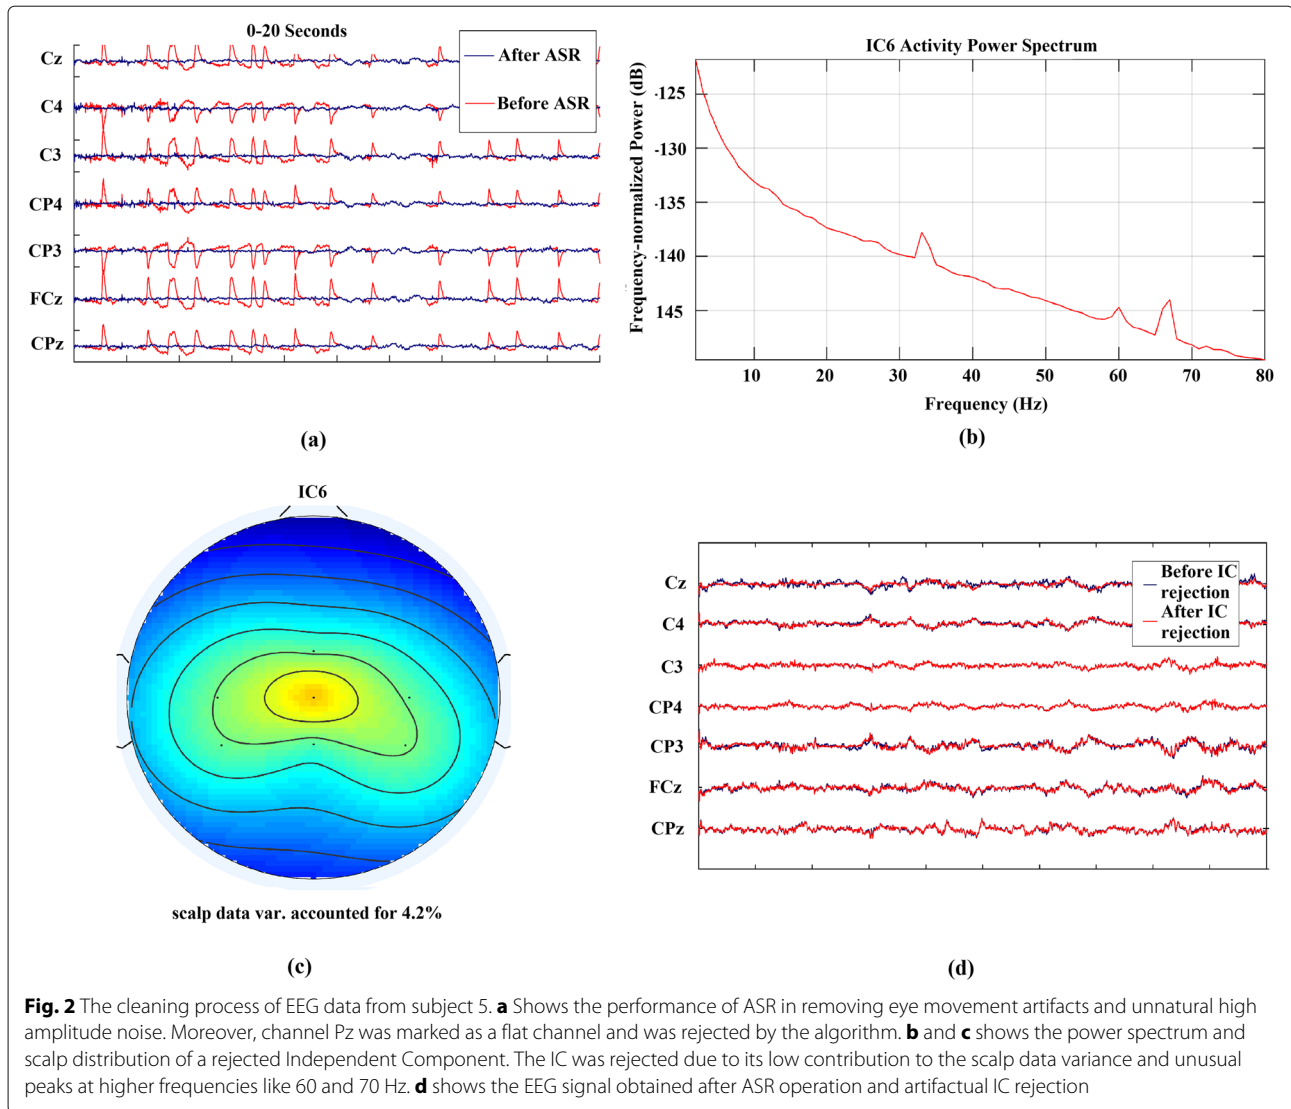 0-20 Seconds
Cz
C4
C3
CP4
CP3
FCz
CPz
After ASR
Before ASR
(a)
IC6 Activity Power Spectrum
Frequency-normalized Power (dB)
-125
-130
-135
-140
145
10 20 30 40 50 60 70 80
Frequency (Hz)
(b)
IC6
scalp data var. accounted for 4.2%
(c)
Cz
C4
C3
CP4
CP3
FCz
CPz
Before IC
rejection
After IC
rejection
(d)
Fig. 2 The cleaning process of EEG data from subject 5. a Shows the performance of ASR in removing eye movement artifacts and unnatural high
amplitude noise. Moreover, channel Pz was marked as a flat channel and was rejected by the algorithm. b and c shows the power spectrum and
scalp distribution of a rejected Independent Component. The IC was rejected due to its low contribution to the scalp data variance and unusual
peaks at higher frequencies like 60 and 70 Hz. d shows the EEG signal obtained after ASR operation and artifactual IC rejection